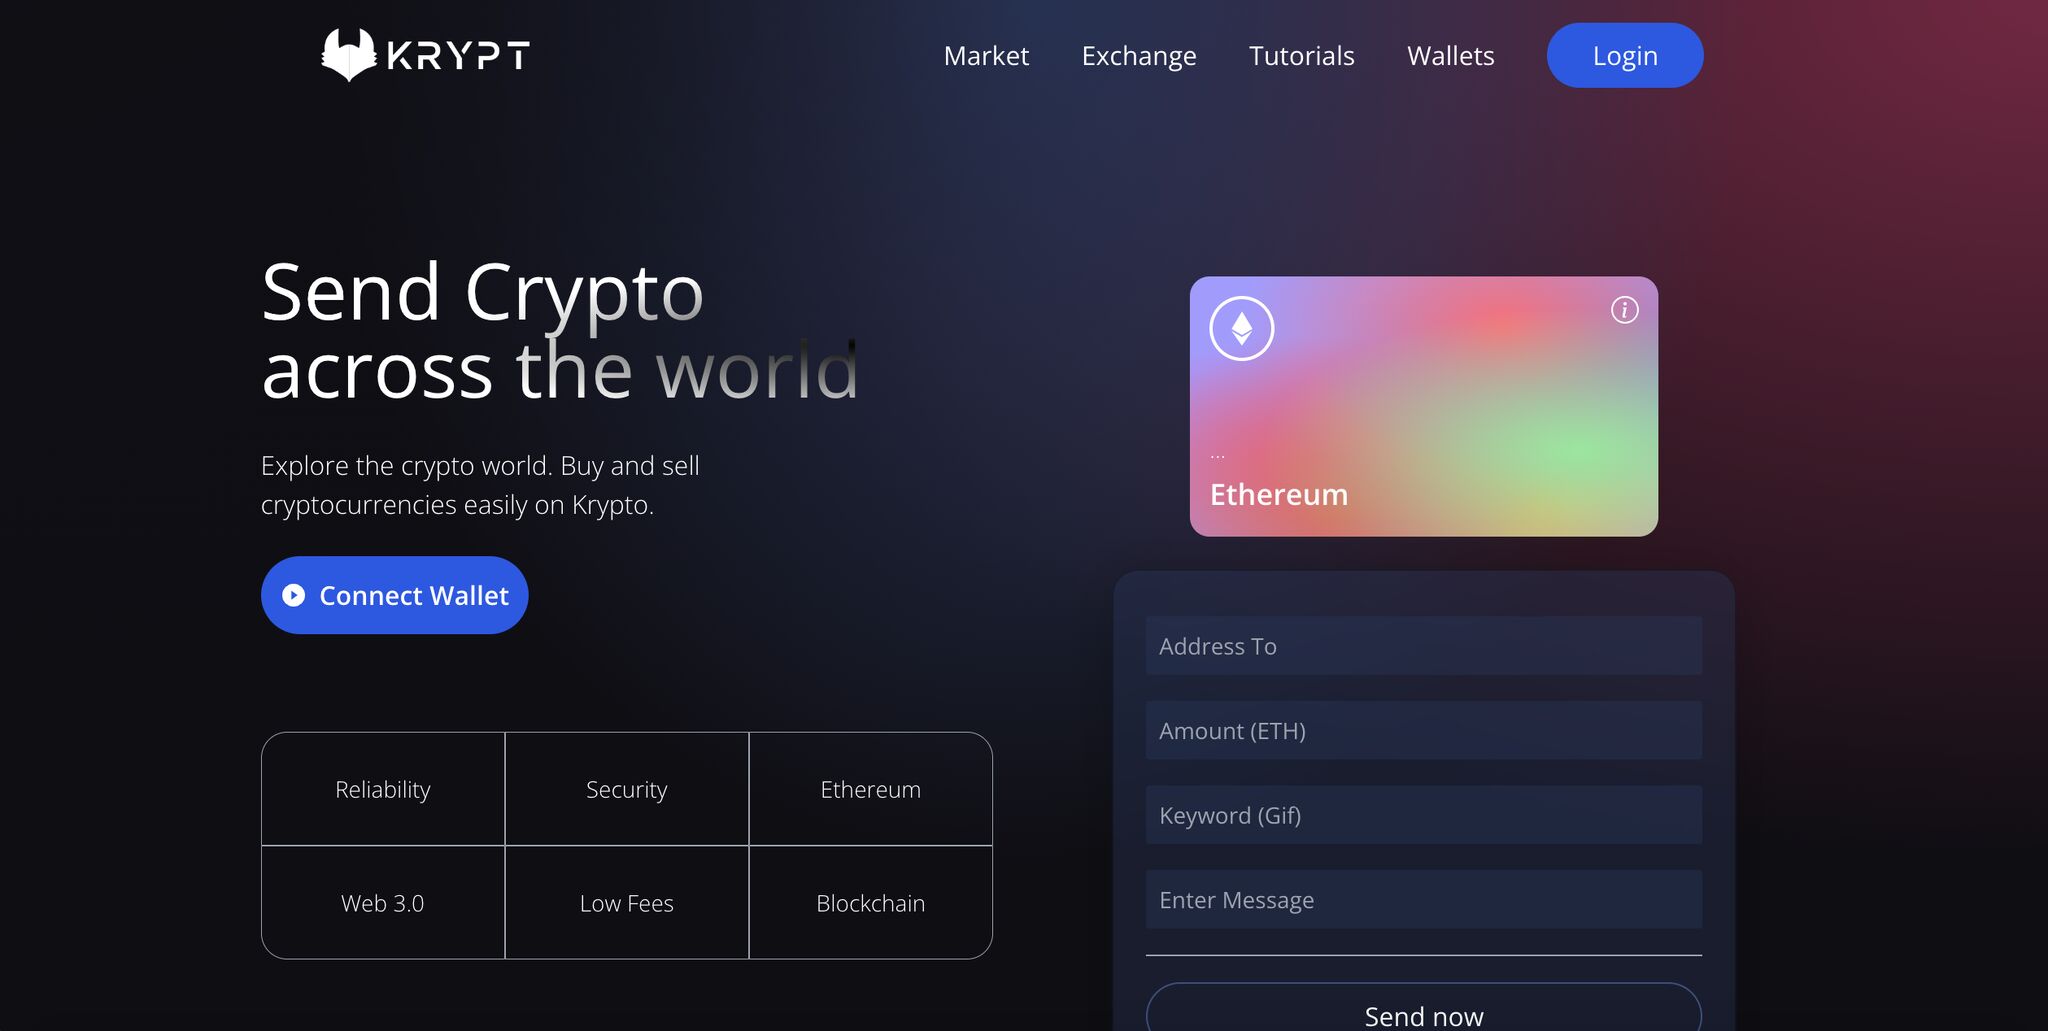 KRYPT
Market
Exchange
Tutorials
Wallets
Login
Send Crypto
across the world
Explore the crypto world. Buy and sell
cryptocurrencies easily on Krypto.
Connect Wallet
Reliability
Security
Ethereum
Web 3.0
Low Fees
Blockchain
...
Ethereum
Address To
Amount (ETH)
Keyword (Gif)
Enter Message
Send now